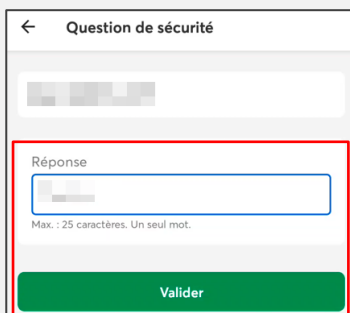 Question de sécurité
Réponse
Max. : 25 caractères. Un seul mot.
Valider